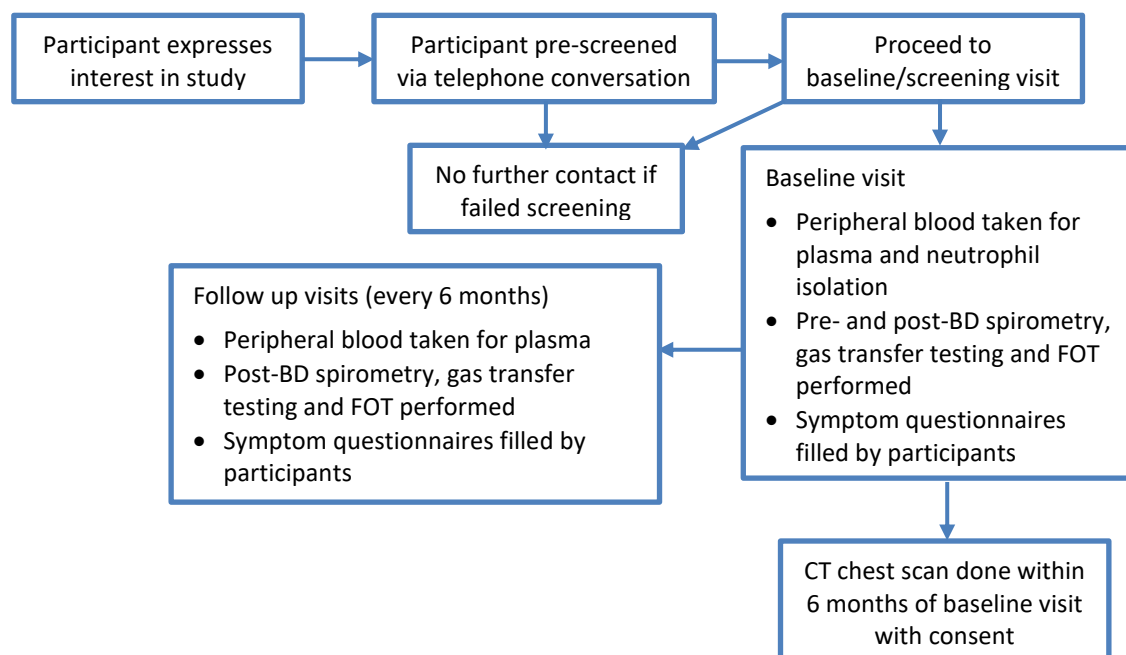 Participant expresses
interest in study
Participant pre-screened
via telephone conversation
Proceed to
baseline/screening visit
No further contact if
failed screening
Baseline visit
• Peripheral blood taken for
plasma and neutrophil
isolation
• Pre- and post-BD spirometry,
gas transfer testing and FOT
performed
• Symptom questionnaires
filled by participants
Follow up visits (every 6 months)
• Peripheral blood taken for plasma
• Post-BD spirometry, gas transfer
testing and FOT performed
• Symptom questionnaires filled by
participants
CT chest scan done within
6 months of baseline visit
with consent